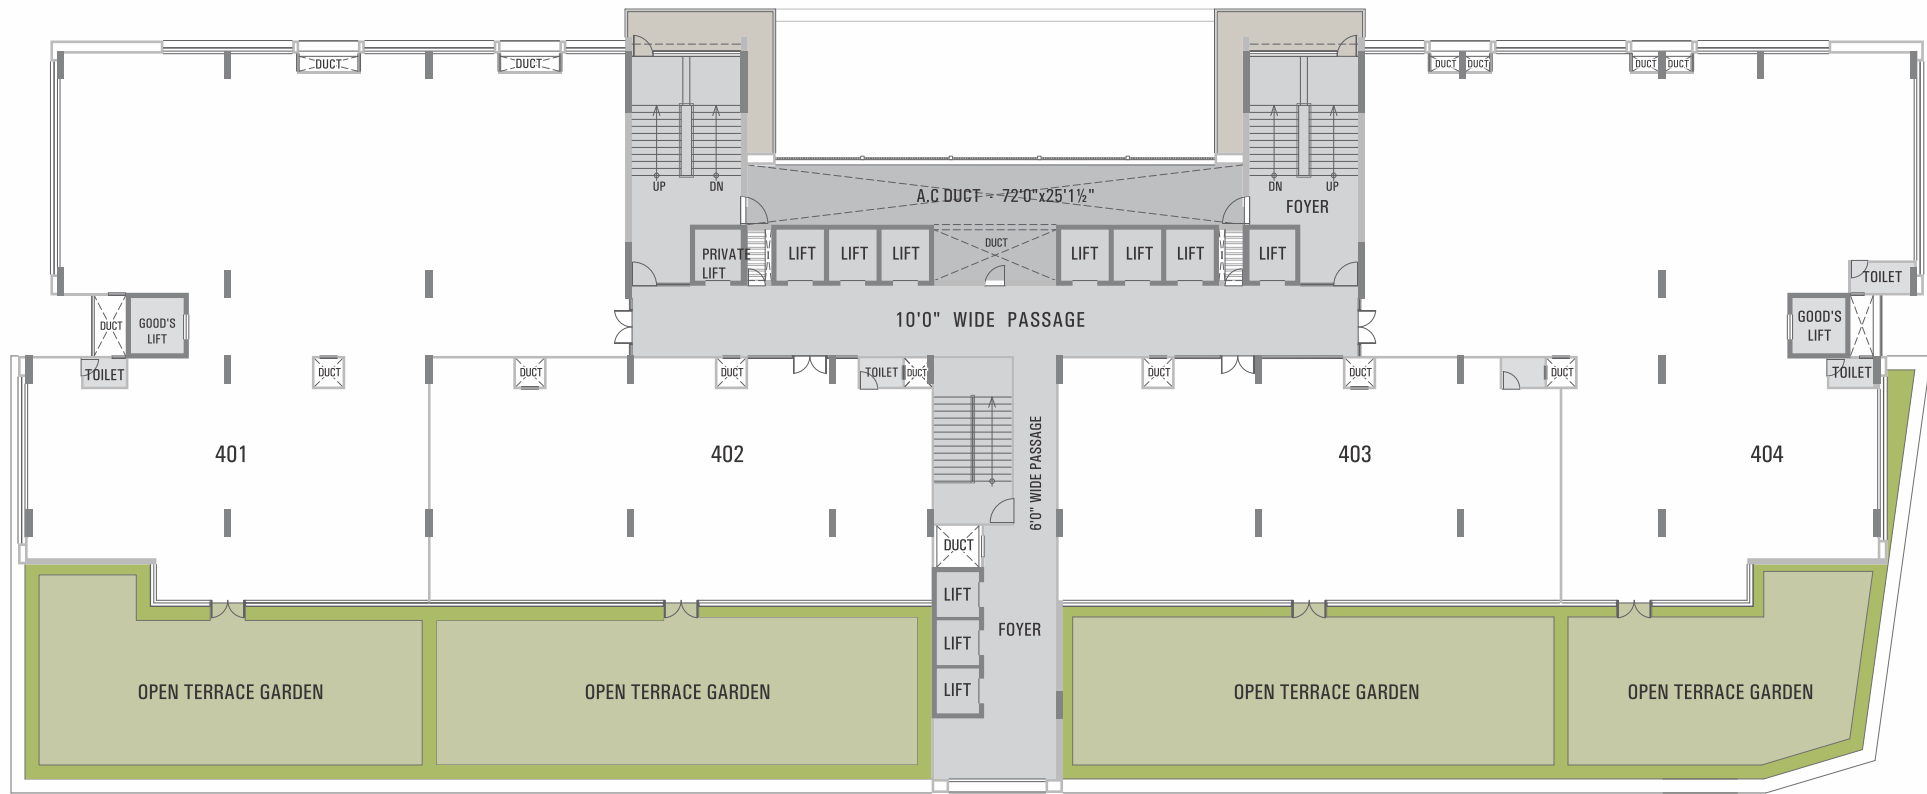 DUCT
DUCT
DUCT
DUCT
DUCT
DUCT
UP
DN
DN
UP
A.C DUCT - 72'0"x25'1½"
FOYER
PRIVATE
LIFT
LIFT
LIFT
LIFT
DUCT
LIFT
LIFT
LIFT
LIFT
TOILET
DUCT
GOOD'S
LIFT
10'0" WIDE PASSAGE
GOOD'S
LIFT
TOILET
DUCT
DUCT
DUCT
TOILET
DUCT
DUCT
DUCT
DUCT
TOILET
401
402
6'0" WIDE PASSAGE
403
404
DUCT
LIFT
LIFT
LIFT
FOYER
OPEN TERRACE GARDEN
OPEN TERRACE GARDEN
OPEN TERRACE GARDEN
OPEN TERRACE GARDEN